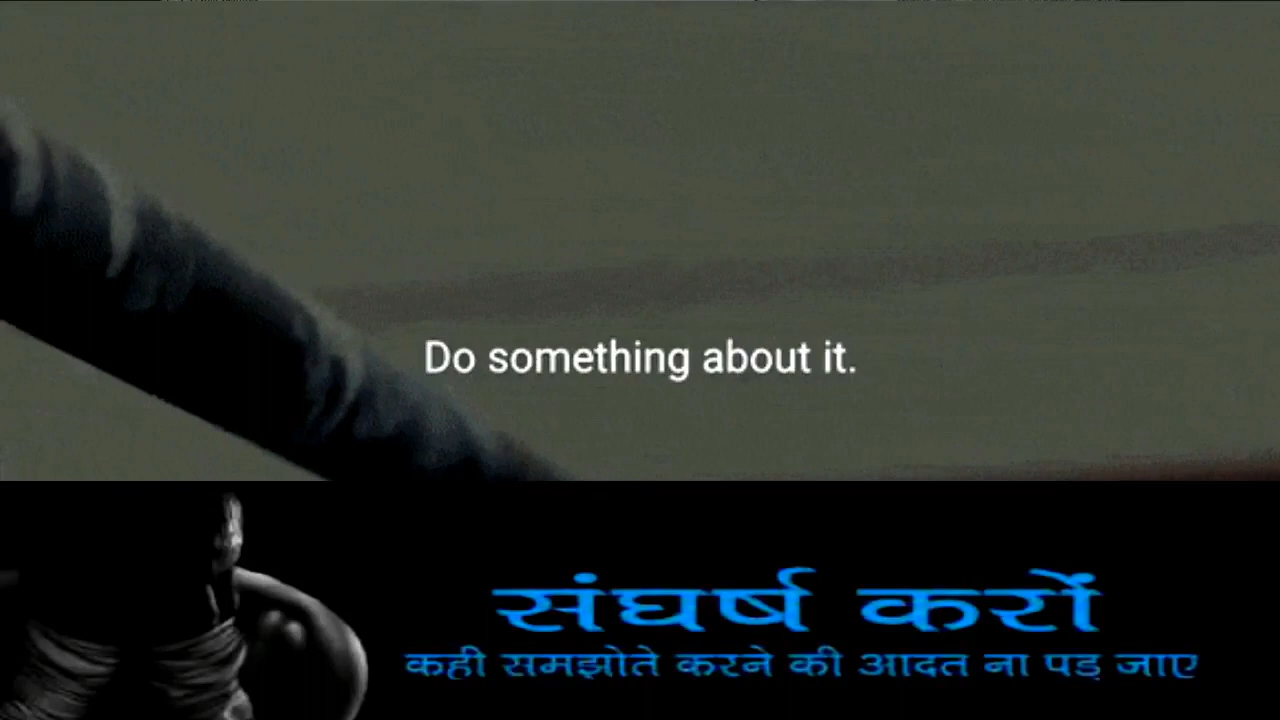 Do something about it.
संघर्ष करों
कही समझोते करने की आदत ना पड़ जाए